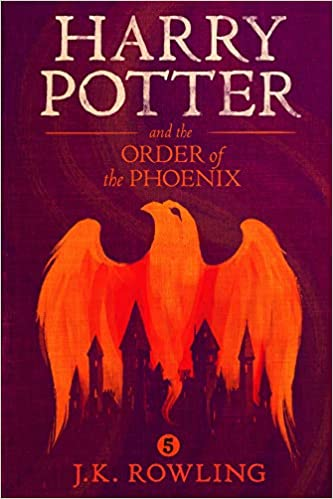 HARRY
POTTER
and the
ORDER of
the PHOENIX
5
J.K. ROWLING